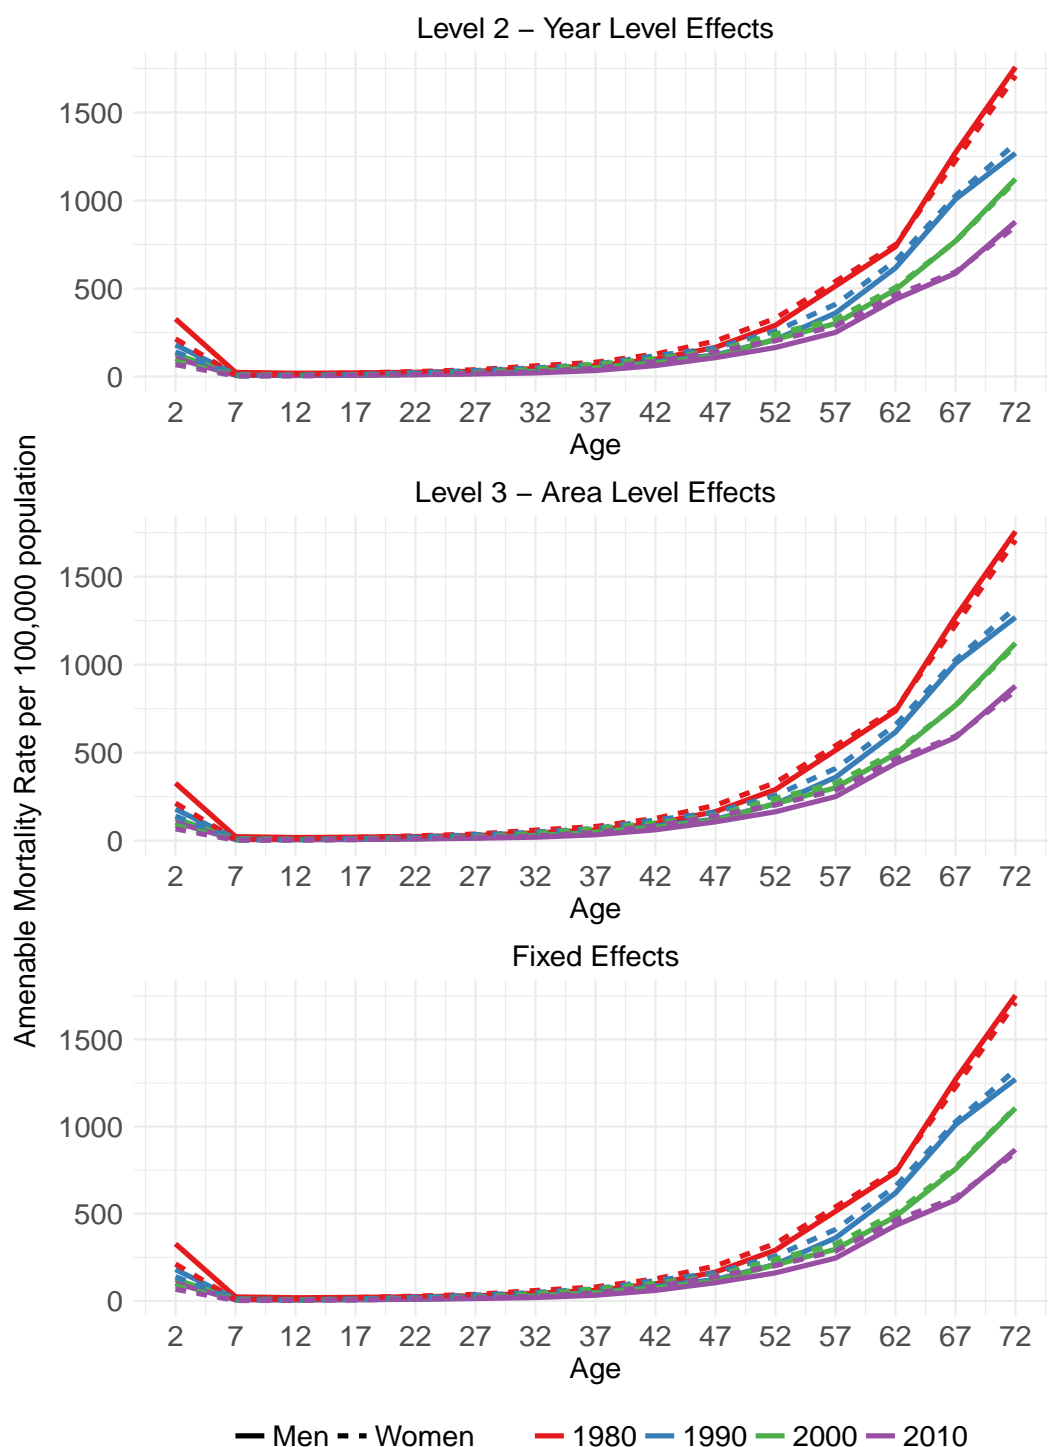 Level 2 – Year Level Effects
1500
1000
500
0
2 7 12 17 22 27 32 37 42 47 52 57 62 67 72
Age
Amenable Mortality Rate per 100,000 population
Level 3 – Area Level Effects
1500
1000
500
0
2 7 12 17 22 27 32 37 42 47 52 57 62 67 72
Age
Fixed Effects
1500
1000
500
0
2 7 12 17 22 27 32 37 42 47 52 57 62 67 72
Age
Men Women 1980 1990 2000 2010